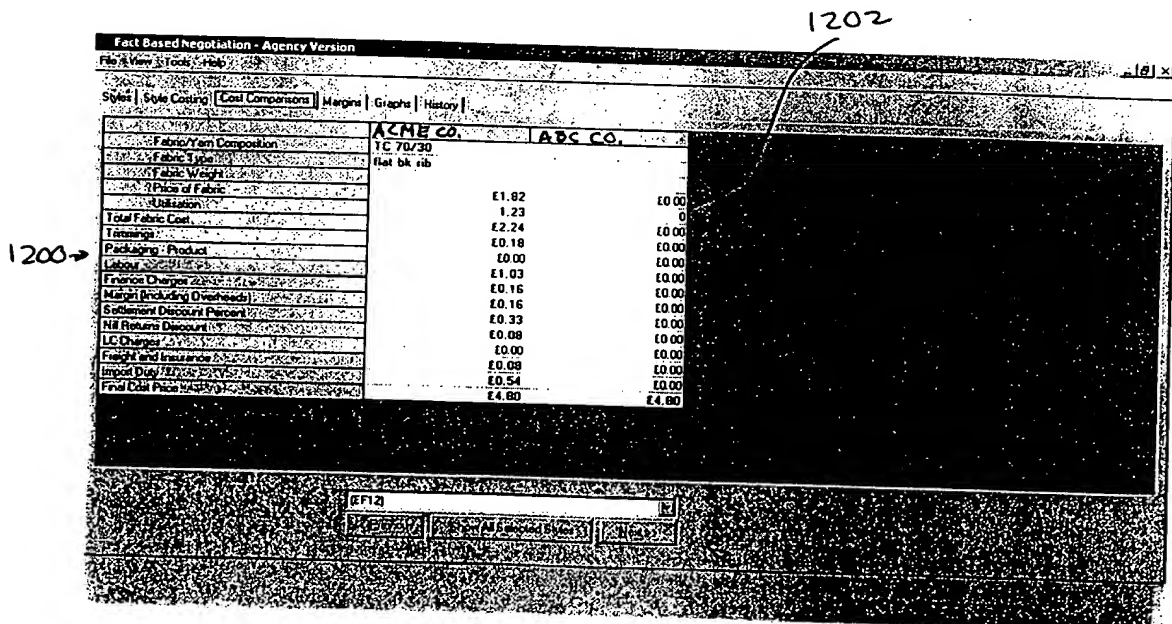 1202
Fact Based Negotiation - Agency Version
File View Tools Help
Styles Style Costing Cost Comparisons Margins Graphs History
ACME CO. ABC CO.
Fabric/Yarn Composition TC 70/30
Fabric Type flat bk rib
Fabric Weight
Price of Fabric £1.82 £0.00
Utilisation 1.23 0
Total Fabric Cost £2.24 £0.00
Trimmings £0.18 £0.00
Packaging - Product £0.00 £0.00
1200
Labour £1.03 £0.00
Finance Charges £0.16 £0.00
Margin (Including Overheads) £0.16 £0.00
Settlement Discount Percent £0.33 £0.00
Nill Returns Discount £0.08 £0.00
LC Charges £0.00 £0.00
Freight and Insurance £0.08 £0.00
Import Duty £0.54 £0.00
Final Cost Price £4.80 £4.80
(EF12)
All Selected Styles